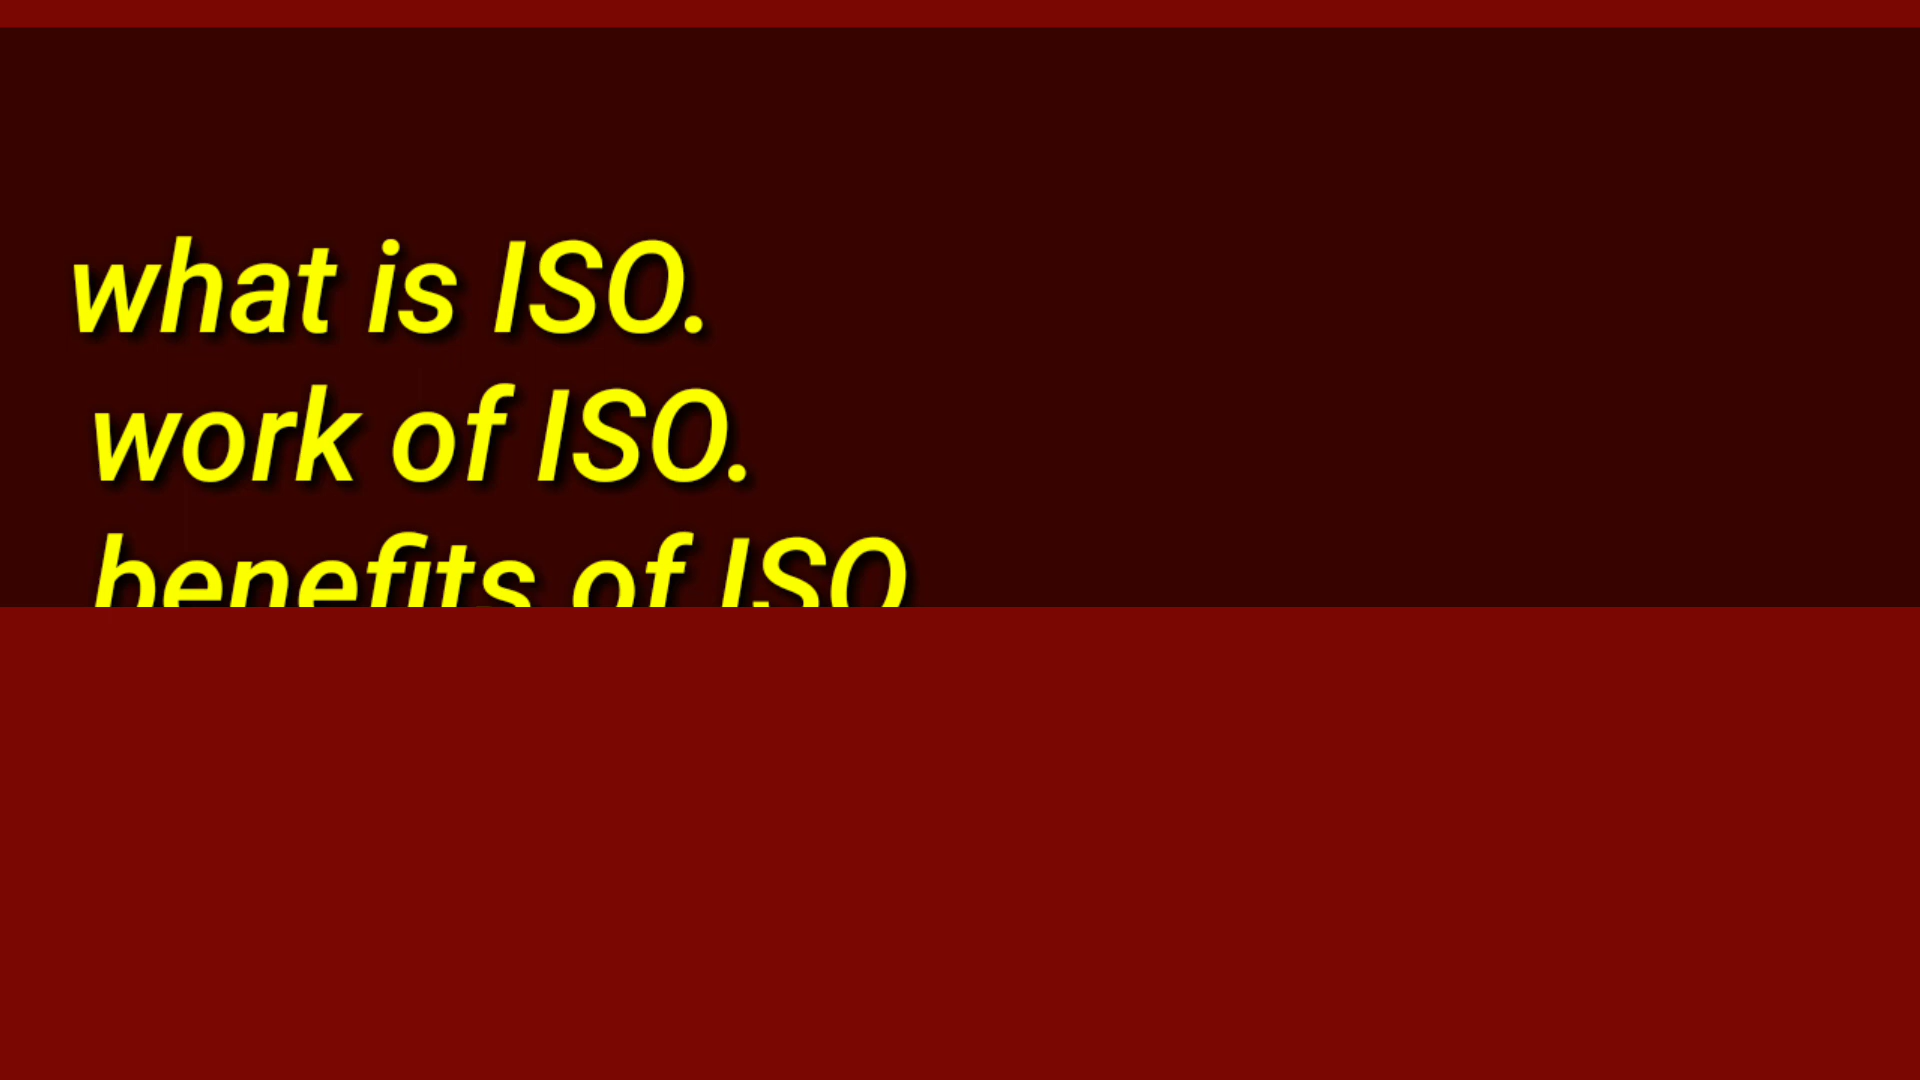 what is ISO.
work of ISO.
benefits of ISO